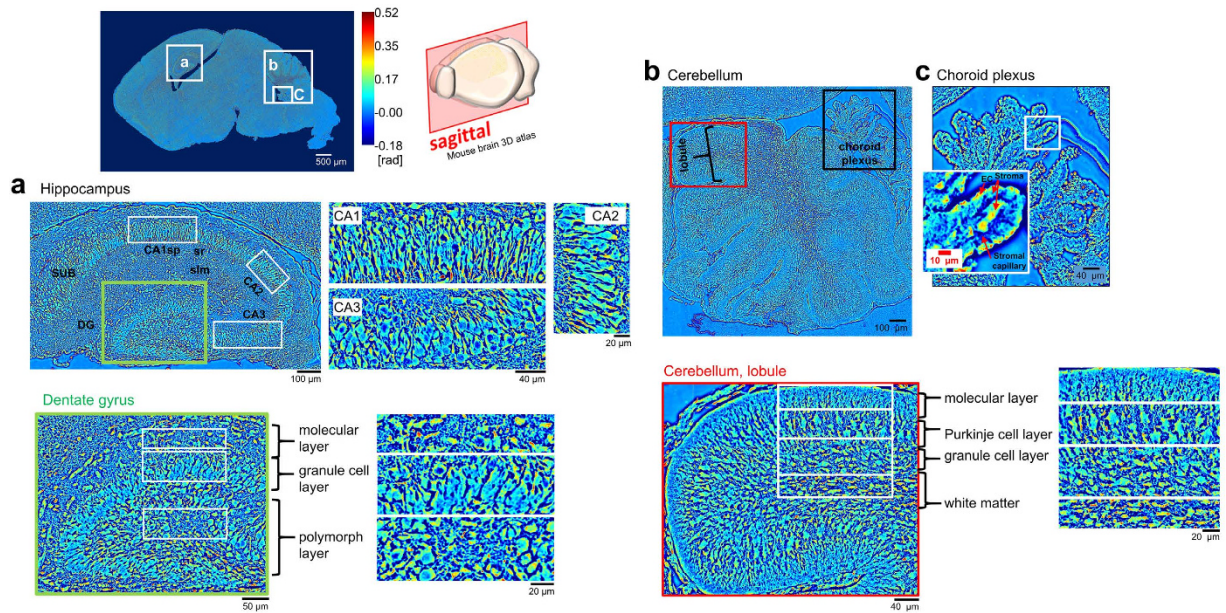 a
b
C
500 µm
0.52
0.34
0.17
-0.00
-0.18
[rad]
sagittal
Mouse brain 3D atlas
a Hippocampus
CA1sp
sr
slm
SUB
CA2
CA3
DG
100 µm
CA1
CA3
40 µm
CA2
20 µm
Dentate gyrus
50 µm
molecular
layer
granule cell
layer
polymorph
layer
20 µm
b Cerebellum
lobule
choroid
plexus
100 µm
c Choroid plexus
EC
Stroma
Stromal
capillary
10 µm
40 µm
Cerebellum, lobule
40 µm
molecular layer
Purkinje cell layer
granule cell layer
white matter
20 µm